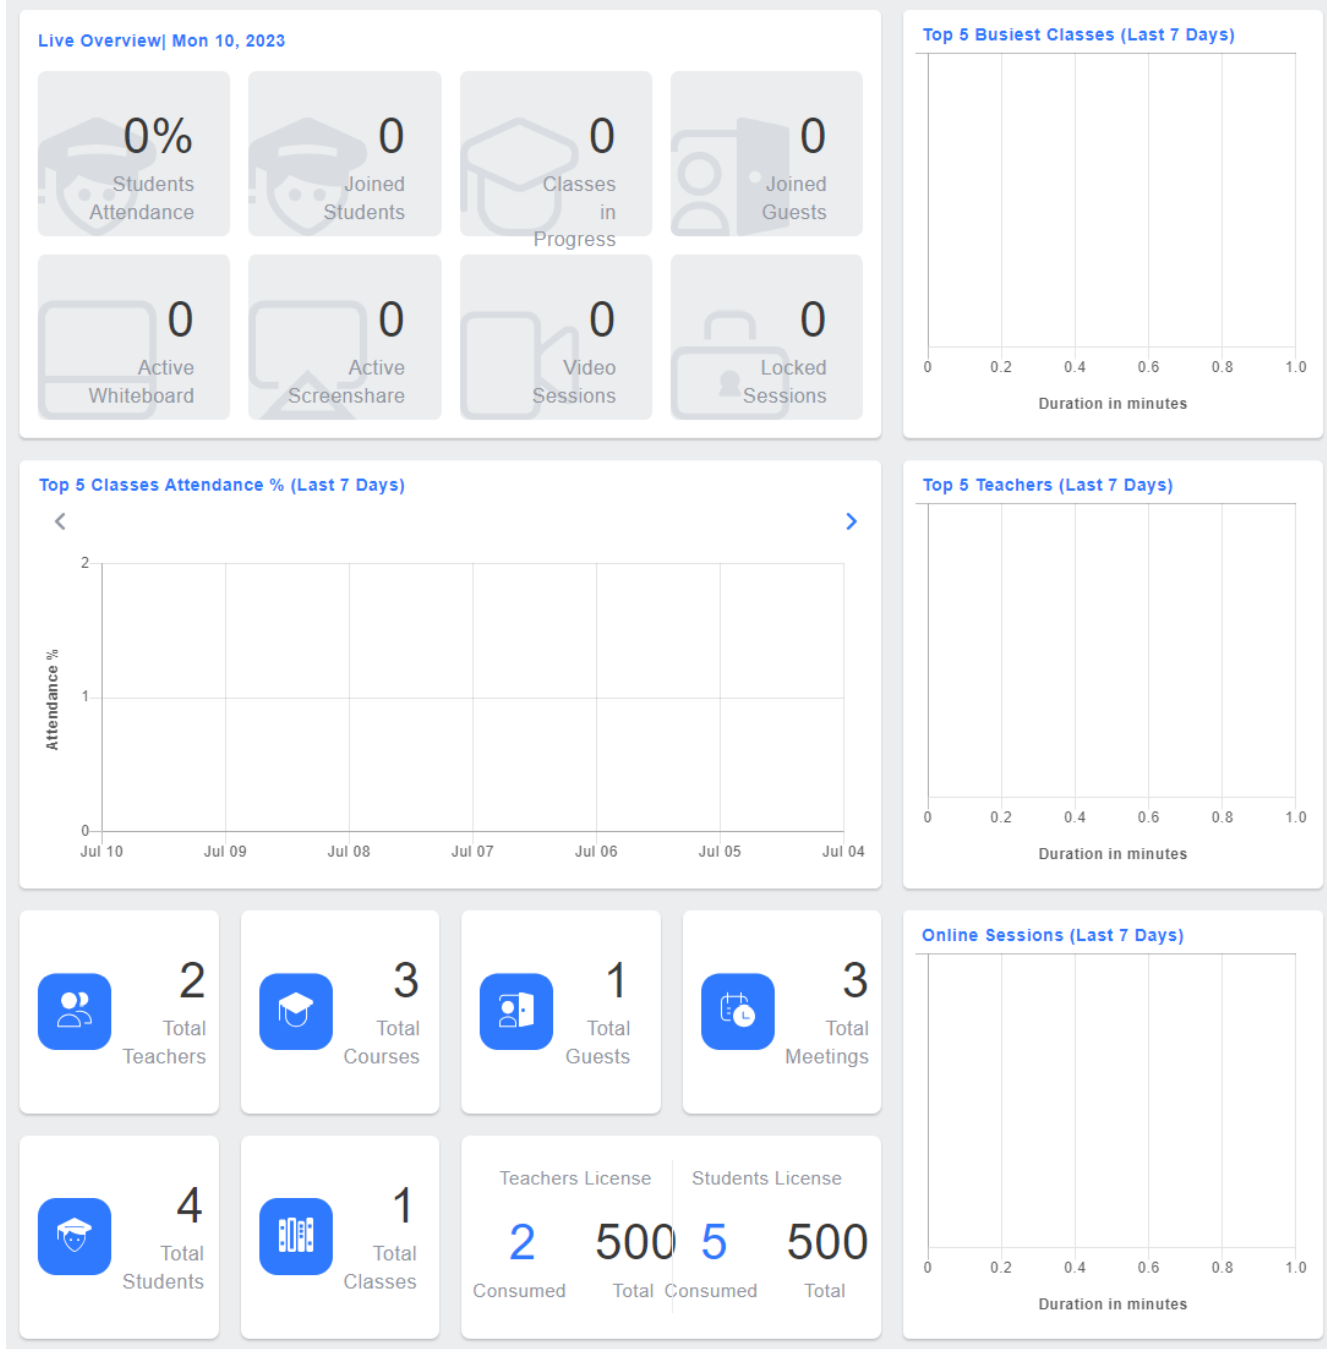 Live Overview| Mon 10, 2023
0%
Students
Attendance
0
Joined
Students
0
Classes
in
Progress
0
Joined
Guests
0
Active
Whiteboard
0
Active
Screenshare
0
Video
Sessions
0
Locked
Sessions
Top 5 Busiest Classes (Last 7 Days)
0 0.2 0.4 0.6 0.8 1.0
Duration in minutes
Top 5 Classes Attendance % (Last 7 Days)
Attendance %
2
1
0
Jul 10 Jul 09 Jul 08 Jul 07 Jul 06 Jul 05 Jul 04
Top 5 Teachers (Last 7 Days)
0 0.2 0.4 0.6 0.8 1.0
Duration in minutes
2
Total
Teachers
3
Total
Courses
1
Total
Guests
3
Total
Meetings
4
Total
Students
1
Total
Classes
Teachers License
2 500
Consumed Total
Students License
5 500
Consumed Total
Online Sessions (Last 7 Days)
0 0.2 0.4 0.6 0.8 1.0
Duration in minutes